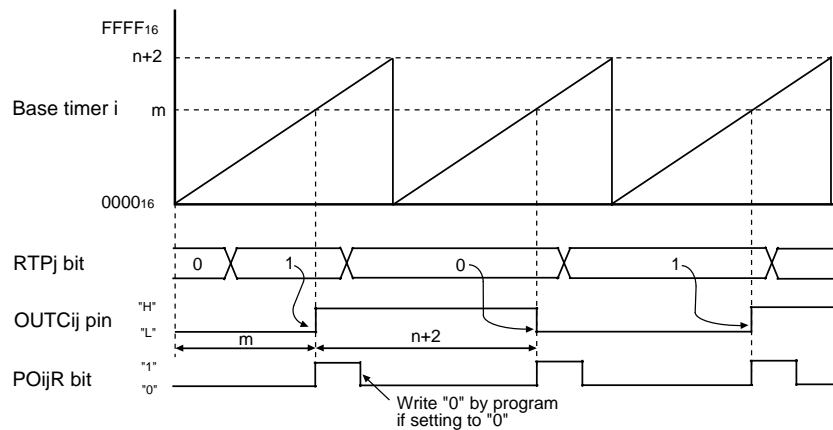 FFFF16
n+2
Base timer i
m
000016
RTPj bit
0
1
0
1
OUTCij pin
"H"
"L"
m
n+2
POijR bit
"1"
"0"
Write "0" by program
if setting to "0"